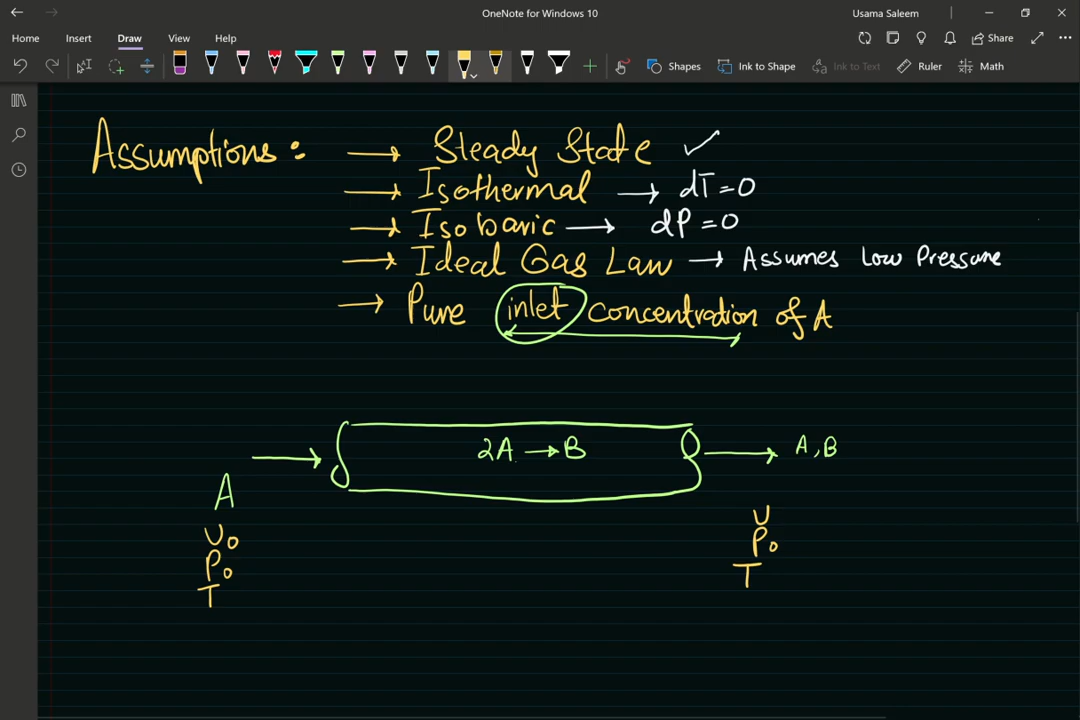 OneNote for Windows 10
Usama Saleem
Home Insert Draw View Help
Share
Shapes Ink to Shape Ink to Text Ruler Math
Assumptions: → Steady State ✓
→ Isothermal → dT=0
→ Isobaric → dP=0
→ Ideal Gas Law → Assumes Low Pressure
→ Pure inlet concentration of A
2A → B
A, B
A
υ₀
P₀
T
υ
P₀
T